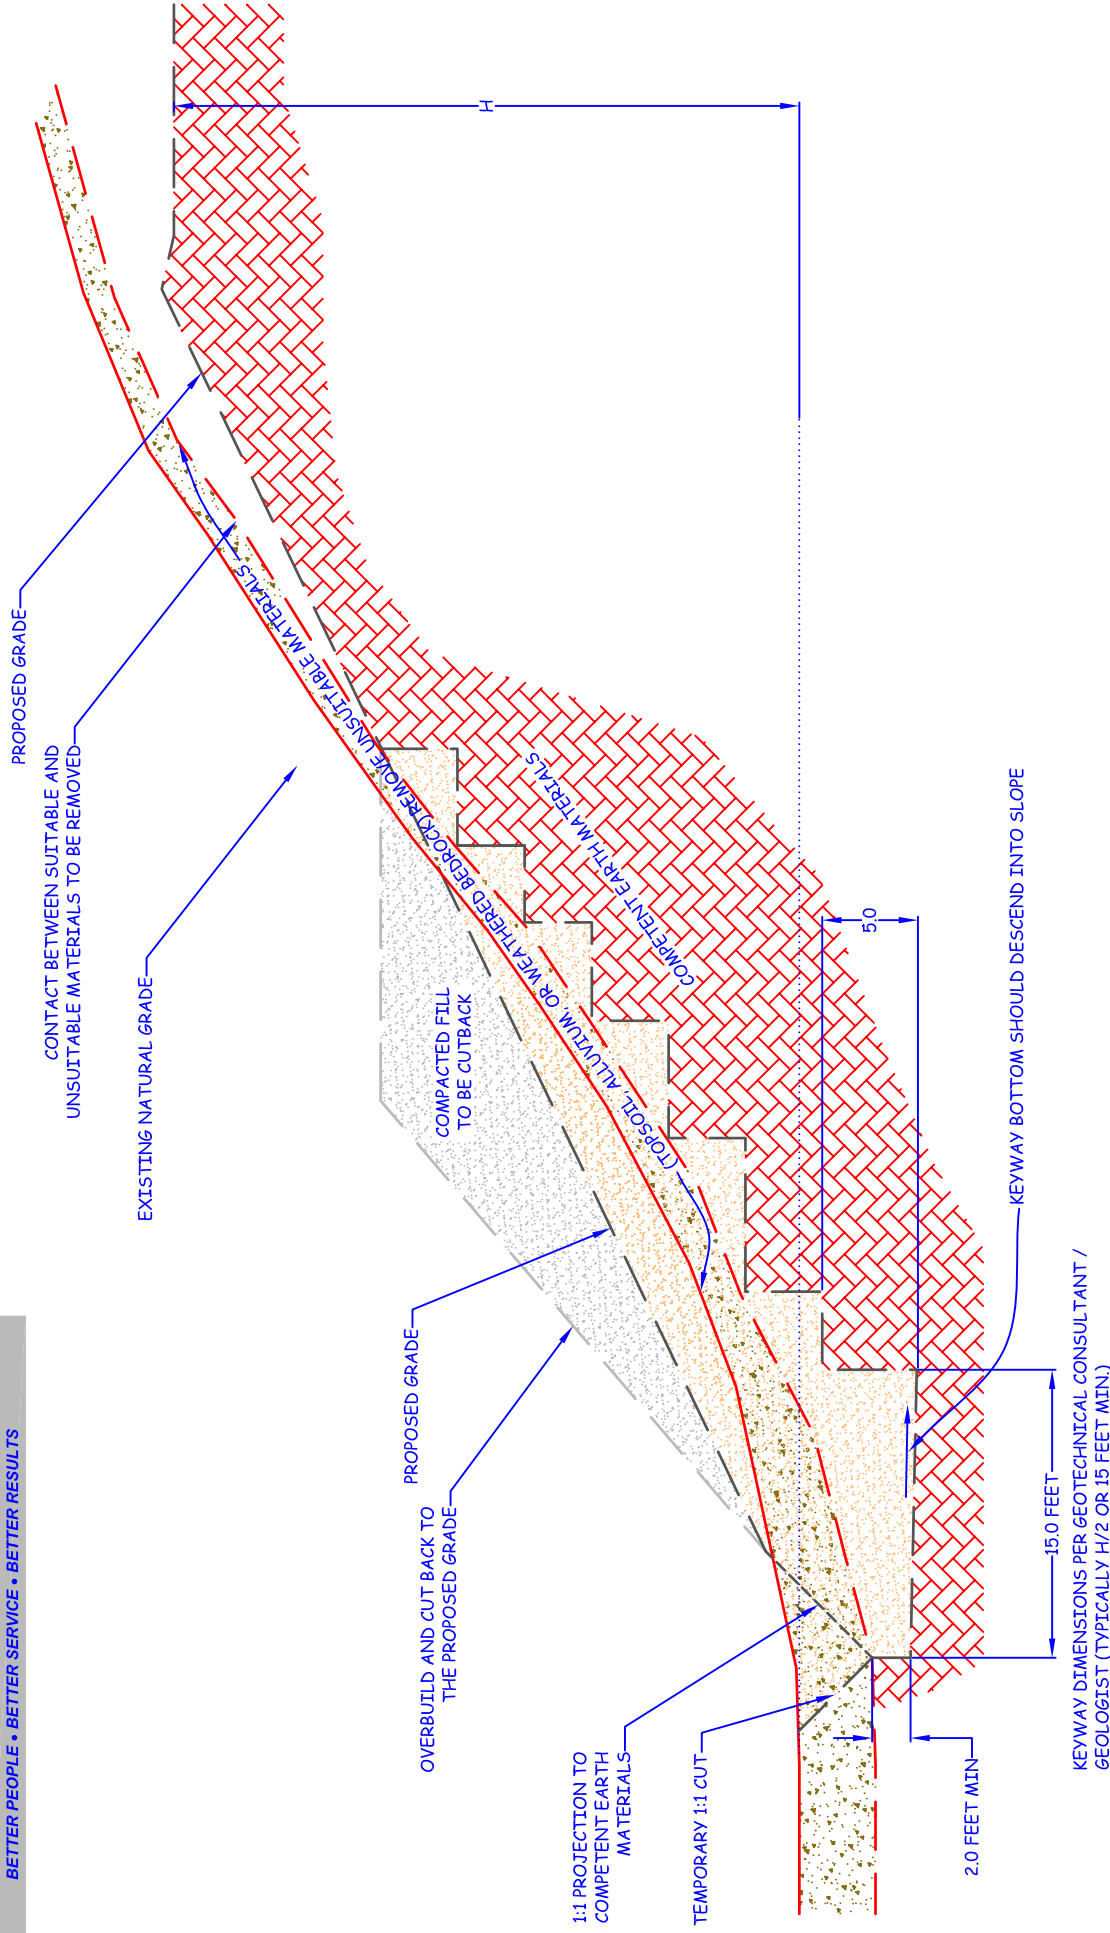 BETTER PEOPLE • BETTER SERVICE • BETTER RESULTS
PROPOSED GRADE
CONTACT BETWEEN SUITABLE AND
UNSUITABLE MATERIALS TO BE REMOVED
EXISTING NATURAL GRADE
H
OVERBUILD AND CUT BACK TO
THE PROPOSED GRADE
PROPOSED GRADE
COMPACTED FILL
TO BE CUTBACK
(TOPSOIL, ALLUVIUM, OR WEATHERED BEDROCK) REMOVE UNSUITABLE MATERIALS
COMPETENT EARTH MATERIALS
1:1 PROJECTION TO
COMPETENT EARTH
MATERIALS
TEMPORARY 1:1 CUT
5.0
2.0 FEET MIN
KEYWAY BOTTOM SHOULD DESCEND INTO SLOPE
15.0 FEET
KEYWAY DIMENSIONS PER GEOTECHNICAL CONSULTANT /
GEOLOGIST (TYPICALLY H/2 OR 15 FEET MIN.)